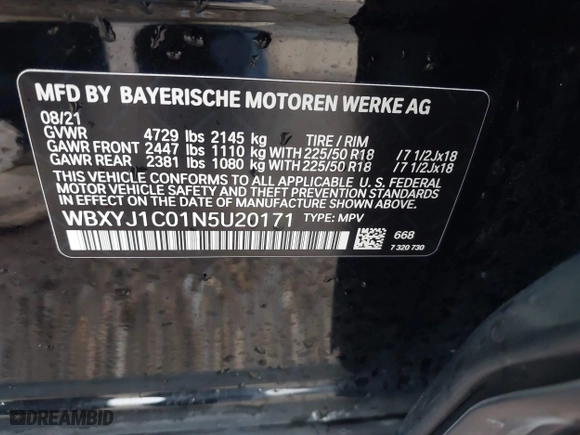 MFD BY BAYERISCHE MOTOREN WERKE AG
08/21
GVWR 4729 lbs 2145 kg TIRE / RIM
GAWR FRONT 2447 lbs 1110 kg WITH 225/50 R18 /7 1/2Jx18
GAWR REAR 2381 lbs 1080 kg WITH 225/50 R18 /7 1/2Jx18
THIS VEHICLE CONFORMS TO ALL APPLICABLE U.S. FEDERAL
MOTOR VEHICLE SAFETY, AND THEFT PREVENTION STANDARDS
IN EFFECT ON THE DATE OF MANUFACTURE SHOWN ABOVE.
WBXYJ1C01N5U20171 TYPE: MPV
668
7 320 730
DREAMBID